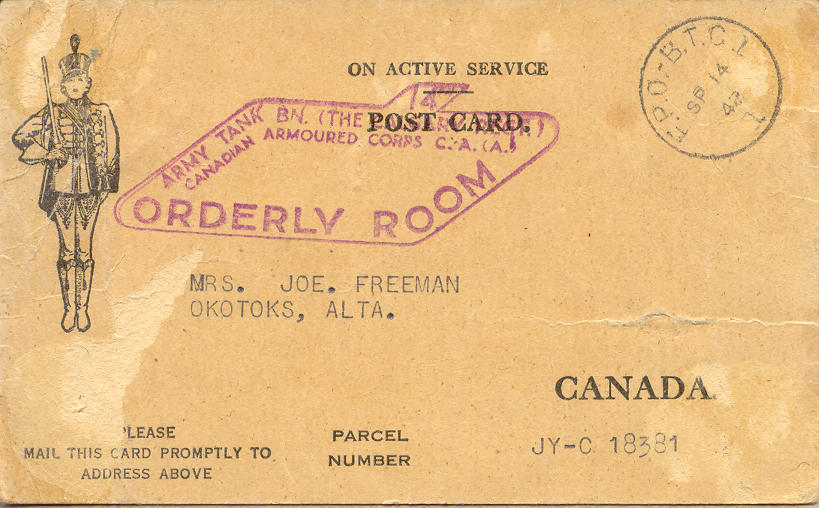 ON ACTIVE SERVICE
POST CARD.
F.P.O.-B.T.C.1
SP 14
14
ARMY TANK BN. (THE
CANADIAN ARMOURED CORPS C.A.(A.)
ORDERLY ROOM
MRS. JOE. FREEMAN
OKOTOKS, ALTA.
CANADA
PLEASE
MAIL THIS CARD PROMPTLY TO
ADDRESS ABOVE
PARCEL
NUMBER
JY-C 18381